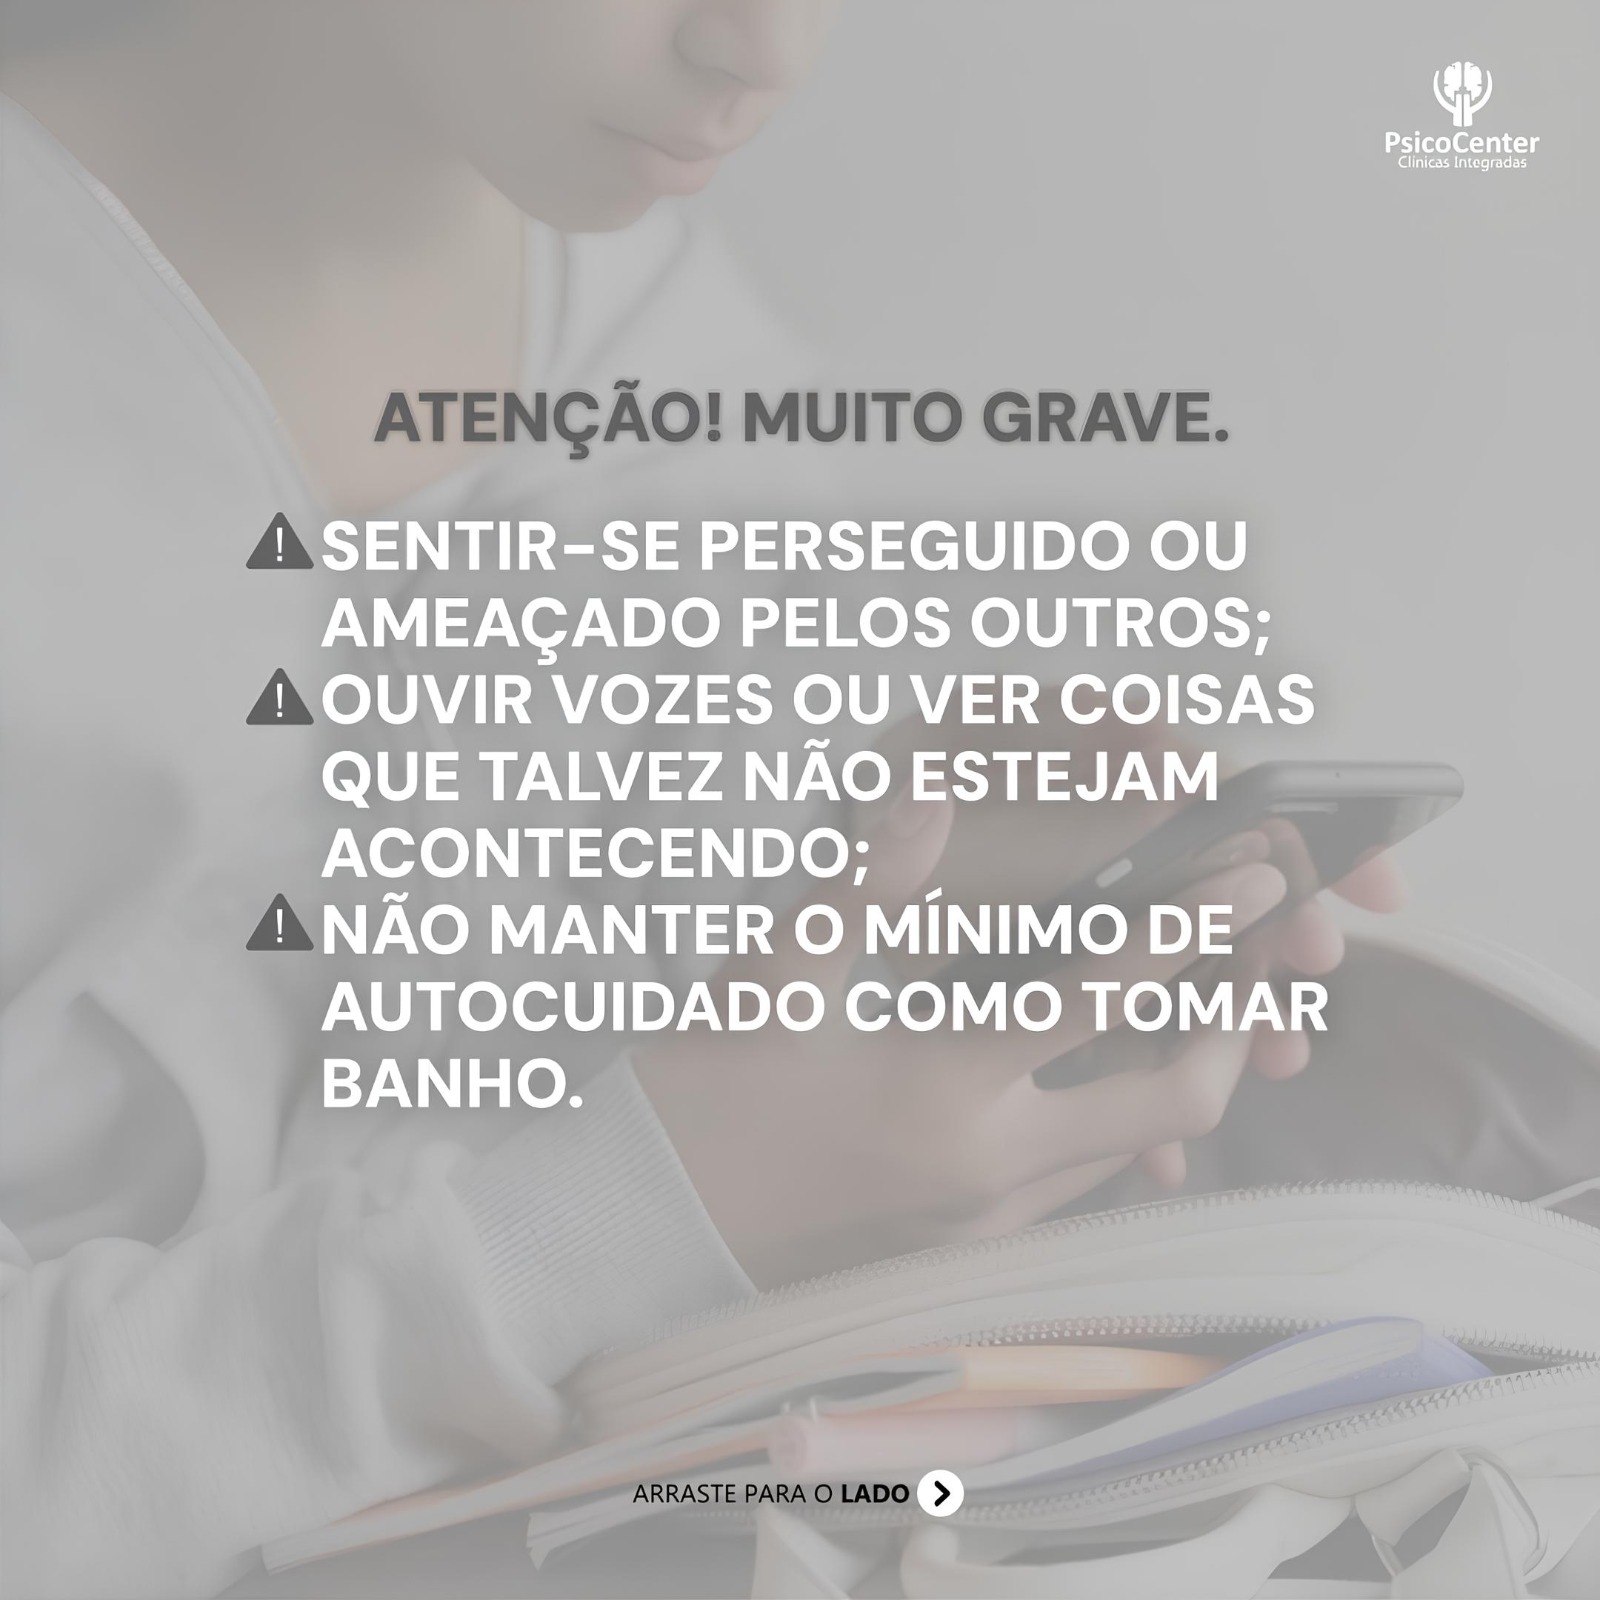 PsicoCenter
Clínicas Integradas
ATENÇÃO! MUITO GRAVE.
SENTIR-SE PERSEGUIDO OU
AMEAÇADO PELOS OUTROS;
OUVIR VOZES OU VER COISAS
QUE TALVEZ NÃO ESTEJAM
ACONTECENDO;
NÃO MANTER O MÍNIMO DE
AUTOCUIDADO COMO TOMAR
BANHO.
ARRASTE PARA O LADO